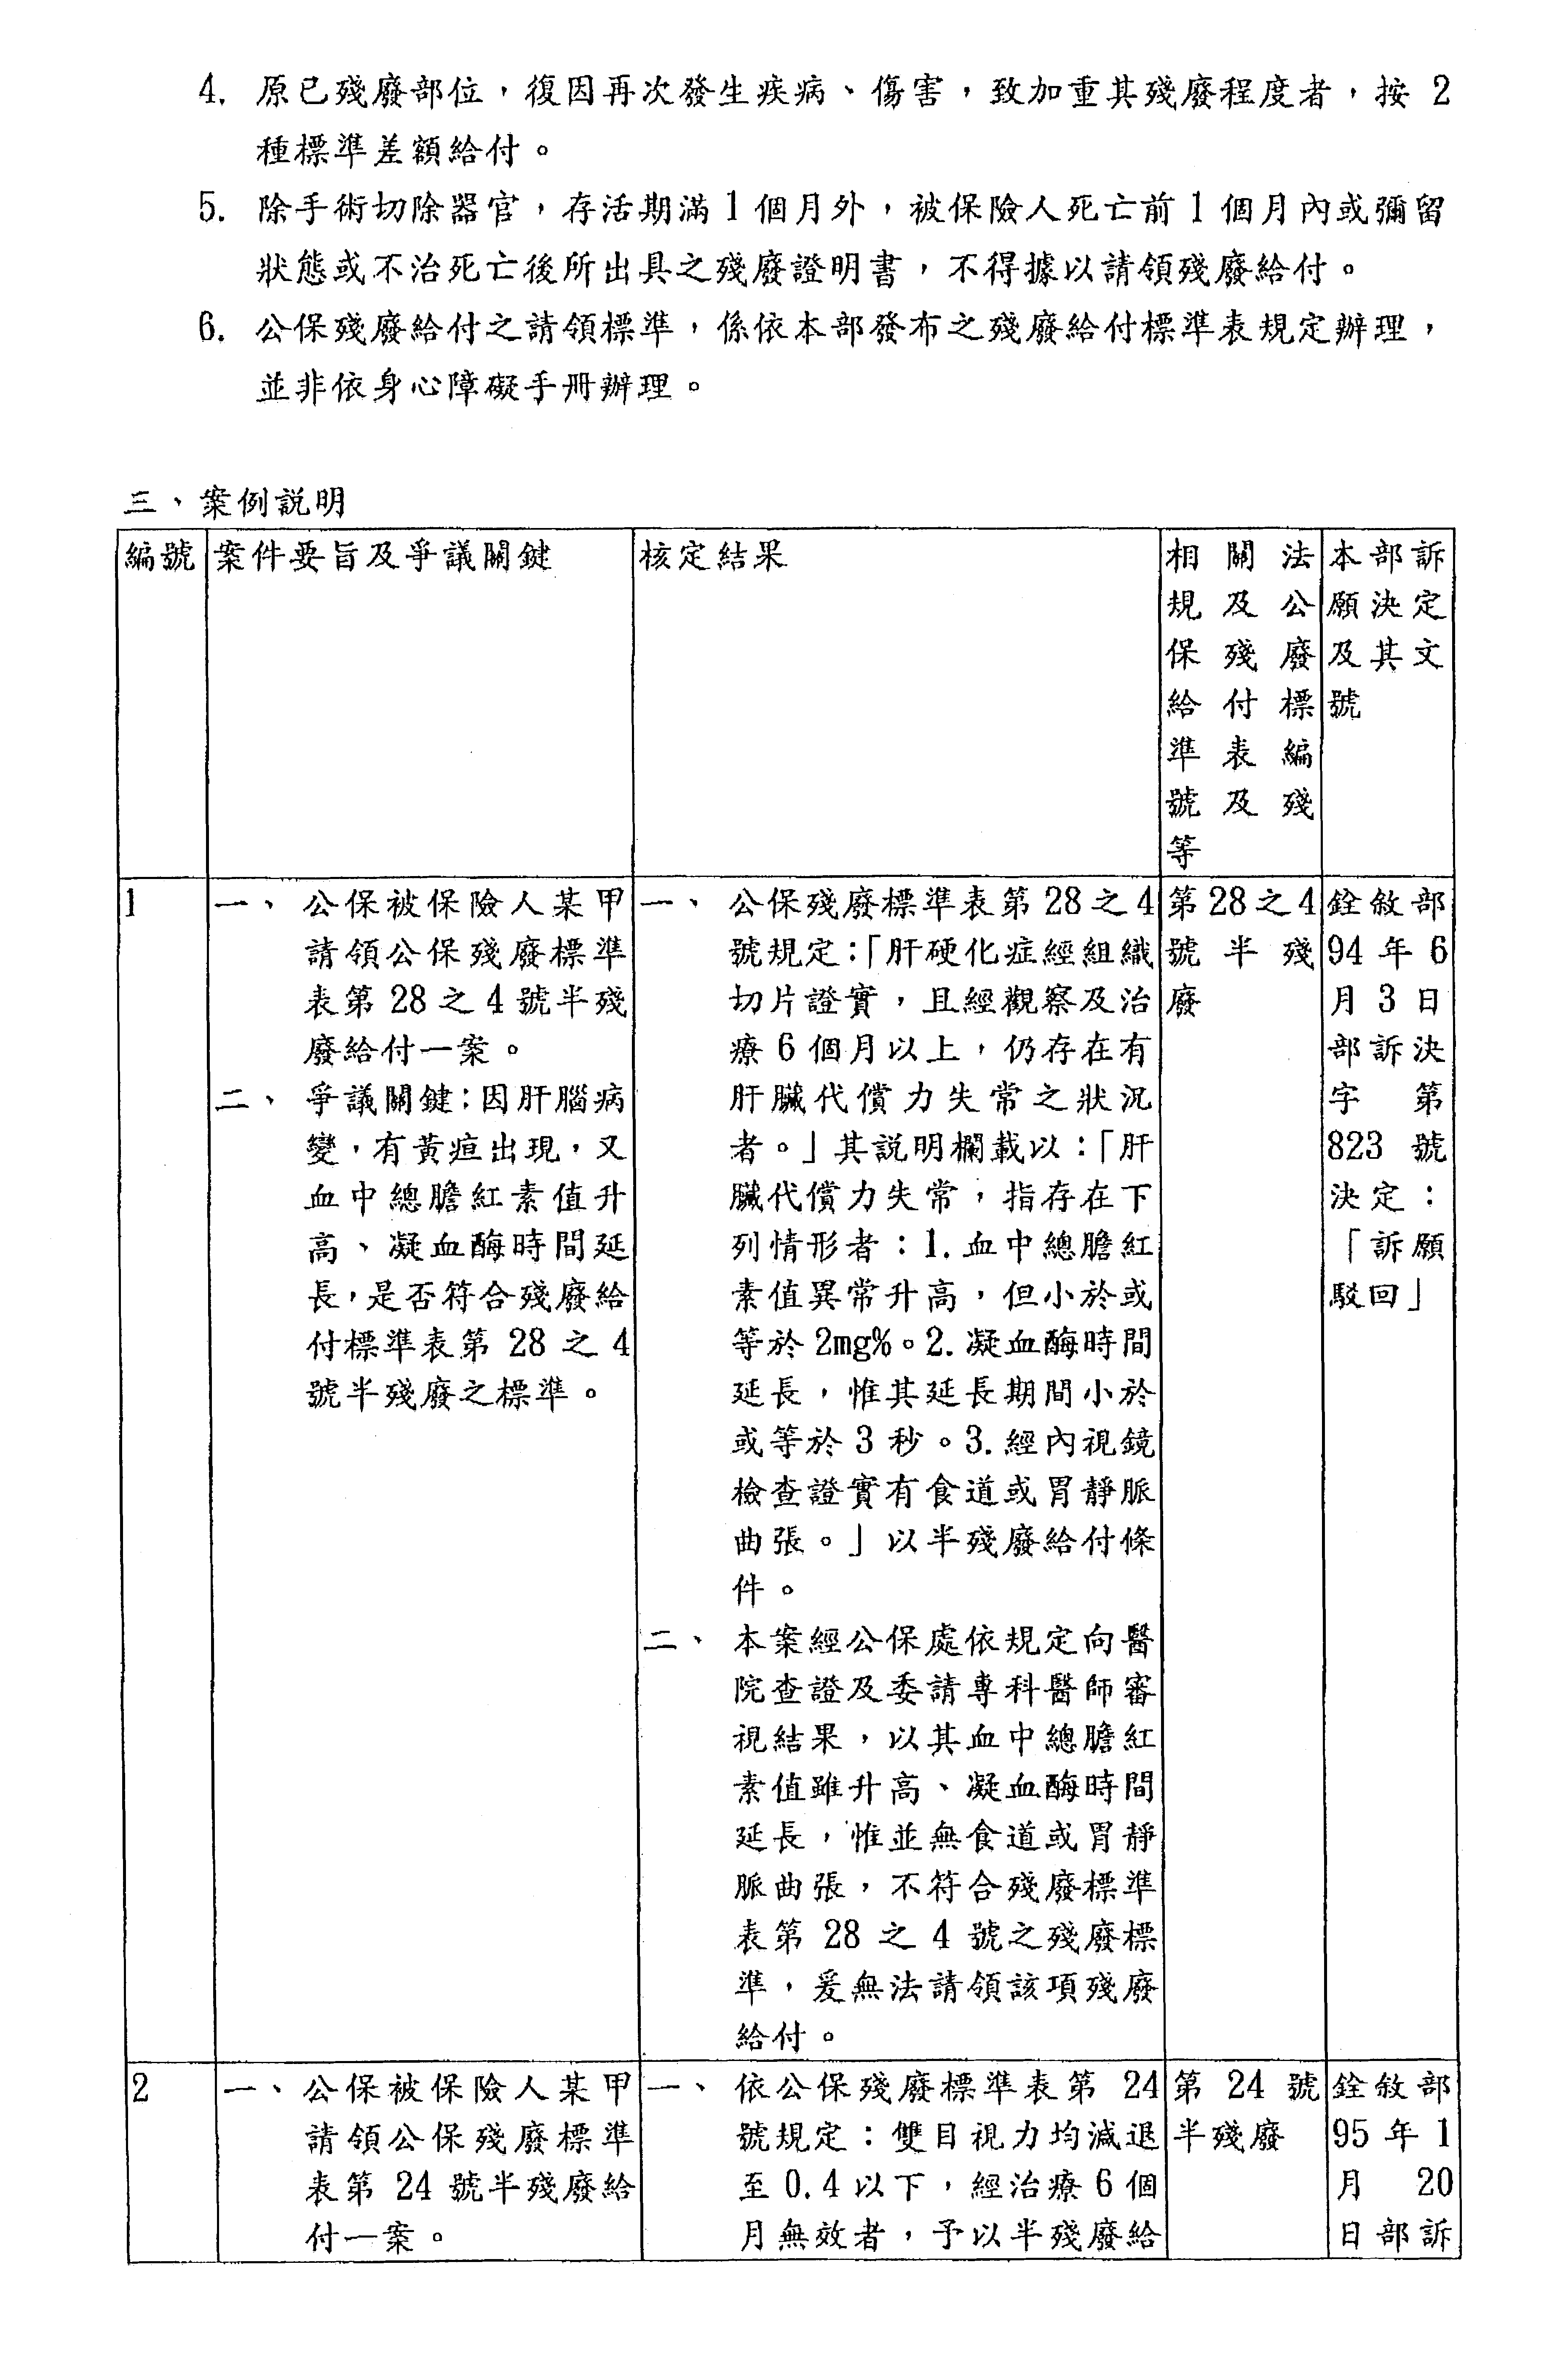 4. 原已殘廢部位，復因再次發生疾病、傷害，致加重其殘廢程度者，按 2
種標準差額給付。
5. 除手術切除器官，存活期滿 1 個月外，被保險人死亡前 1 個月內或彌留
狀態或不治死亡後所出具之殘廢證明書，不得據以請領殘廢給付。
6. 公保殘廢給付之請領標準，係依本部發布之殘廢給付標準表規定辦理，
並非依身心障礙手冊辦理。
三、案例說明
編號
案件要旨及爭議關鍵
核定結果
相關法
規及公
保殘廢
給付標
準表編
號及殘
等
本部訴
願決定
及其文
號
1
一、公保被保險人某甲
請領公保殘廢標準
表第 28 之 4 號半殘
廢給付一案。
二、爭議關鍵：因肝腦病
變，有黃疸出現，又
血中總膽紅素值升
高、凝血酶時間延
長，是否符合殘廢給
付標準表第 28 之 4
號半殘廢之標準。
一、公保殘廢標準表第 28 之 4
號規定：「肝硬化症經組織
切片證實，且經觀察及治
療 6 個月以上，仍存在有
肝臟代償力失常之狀況
者。」其說明欄載以：「肝
臟代償力失常，指存在下
列情形者：1. 血中總膽紅
素值異常升高，但小於或
等於 2mg%。2. 凝血酶時間
延長，惟其延長期間小於
或等於 3 秒。3. 經內視鏡
檢查證實有食道或胃靜脈
曲張。」以半殘廢給付條
件。
二、本案經公保處依規定向醫
院查證及委請專科醫師審
視結果，以其血中總膽紅
素值雖升高、凝血酶時間
延長，惟並無食道或胃靜
脈曲張，不符合殘廢標準
表第 28 之 4 號之殘廢標
準，爰無法請領該項殘廢
給付。
第 28 之 4
號半殘
廢
銓敘部
94 年 6
月 3 日
部訴決
字第
823 號
決定：
「訴願
駁回」
2
一、公保被保險人某甲
請領公保殘廢標準
表第 24 號半殘廢給
付一案。
一、依公保殘廢標準表第 24
號規定：雙目視力均減退
至 0.4 以下，經治療 6 個
月無效者，予以半殘廢給
第 24 號
半殘廢
銓敘部
95 年 1
月 20
日部訴